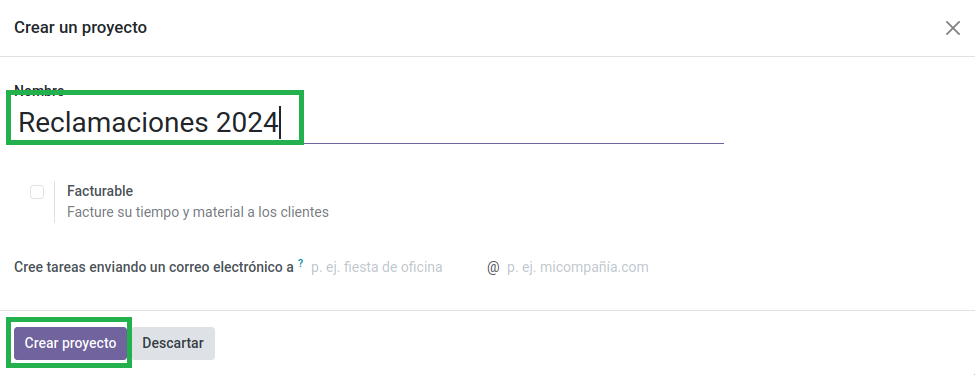 Crear un proyecto
Nombre
Reclamaciones 2024
Facturable
Facture su tiempo y material a los clientes
Cree tareas enviando un correo electrónico a ? p. ej. fiesta de oficina @ p. ej. micompañía.com
Crear proyecto Descartar